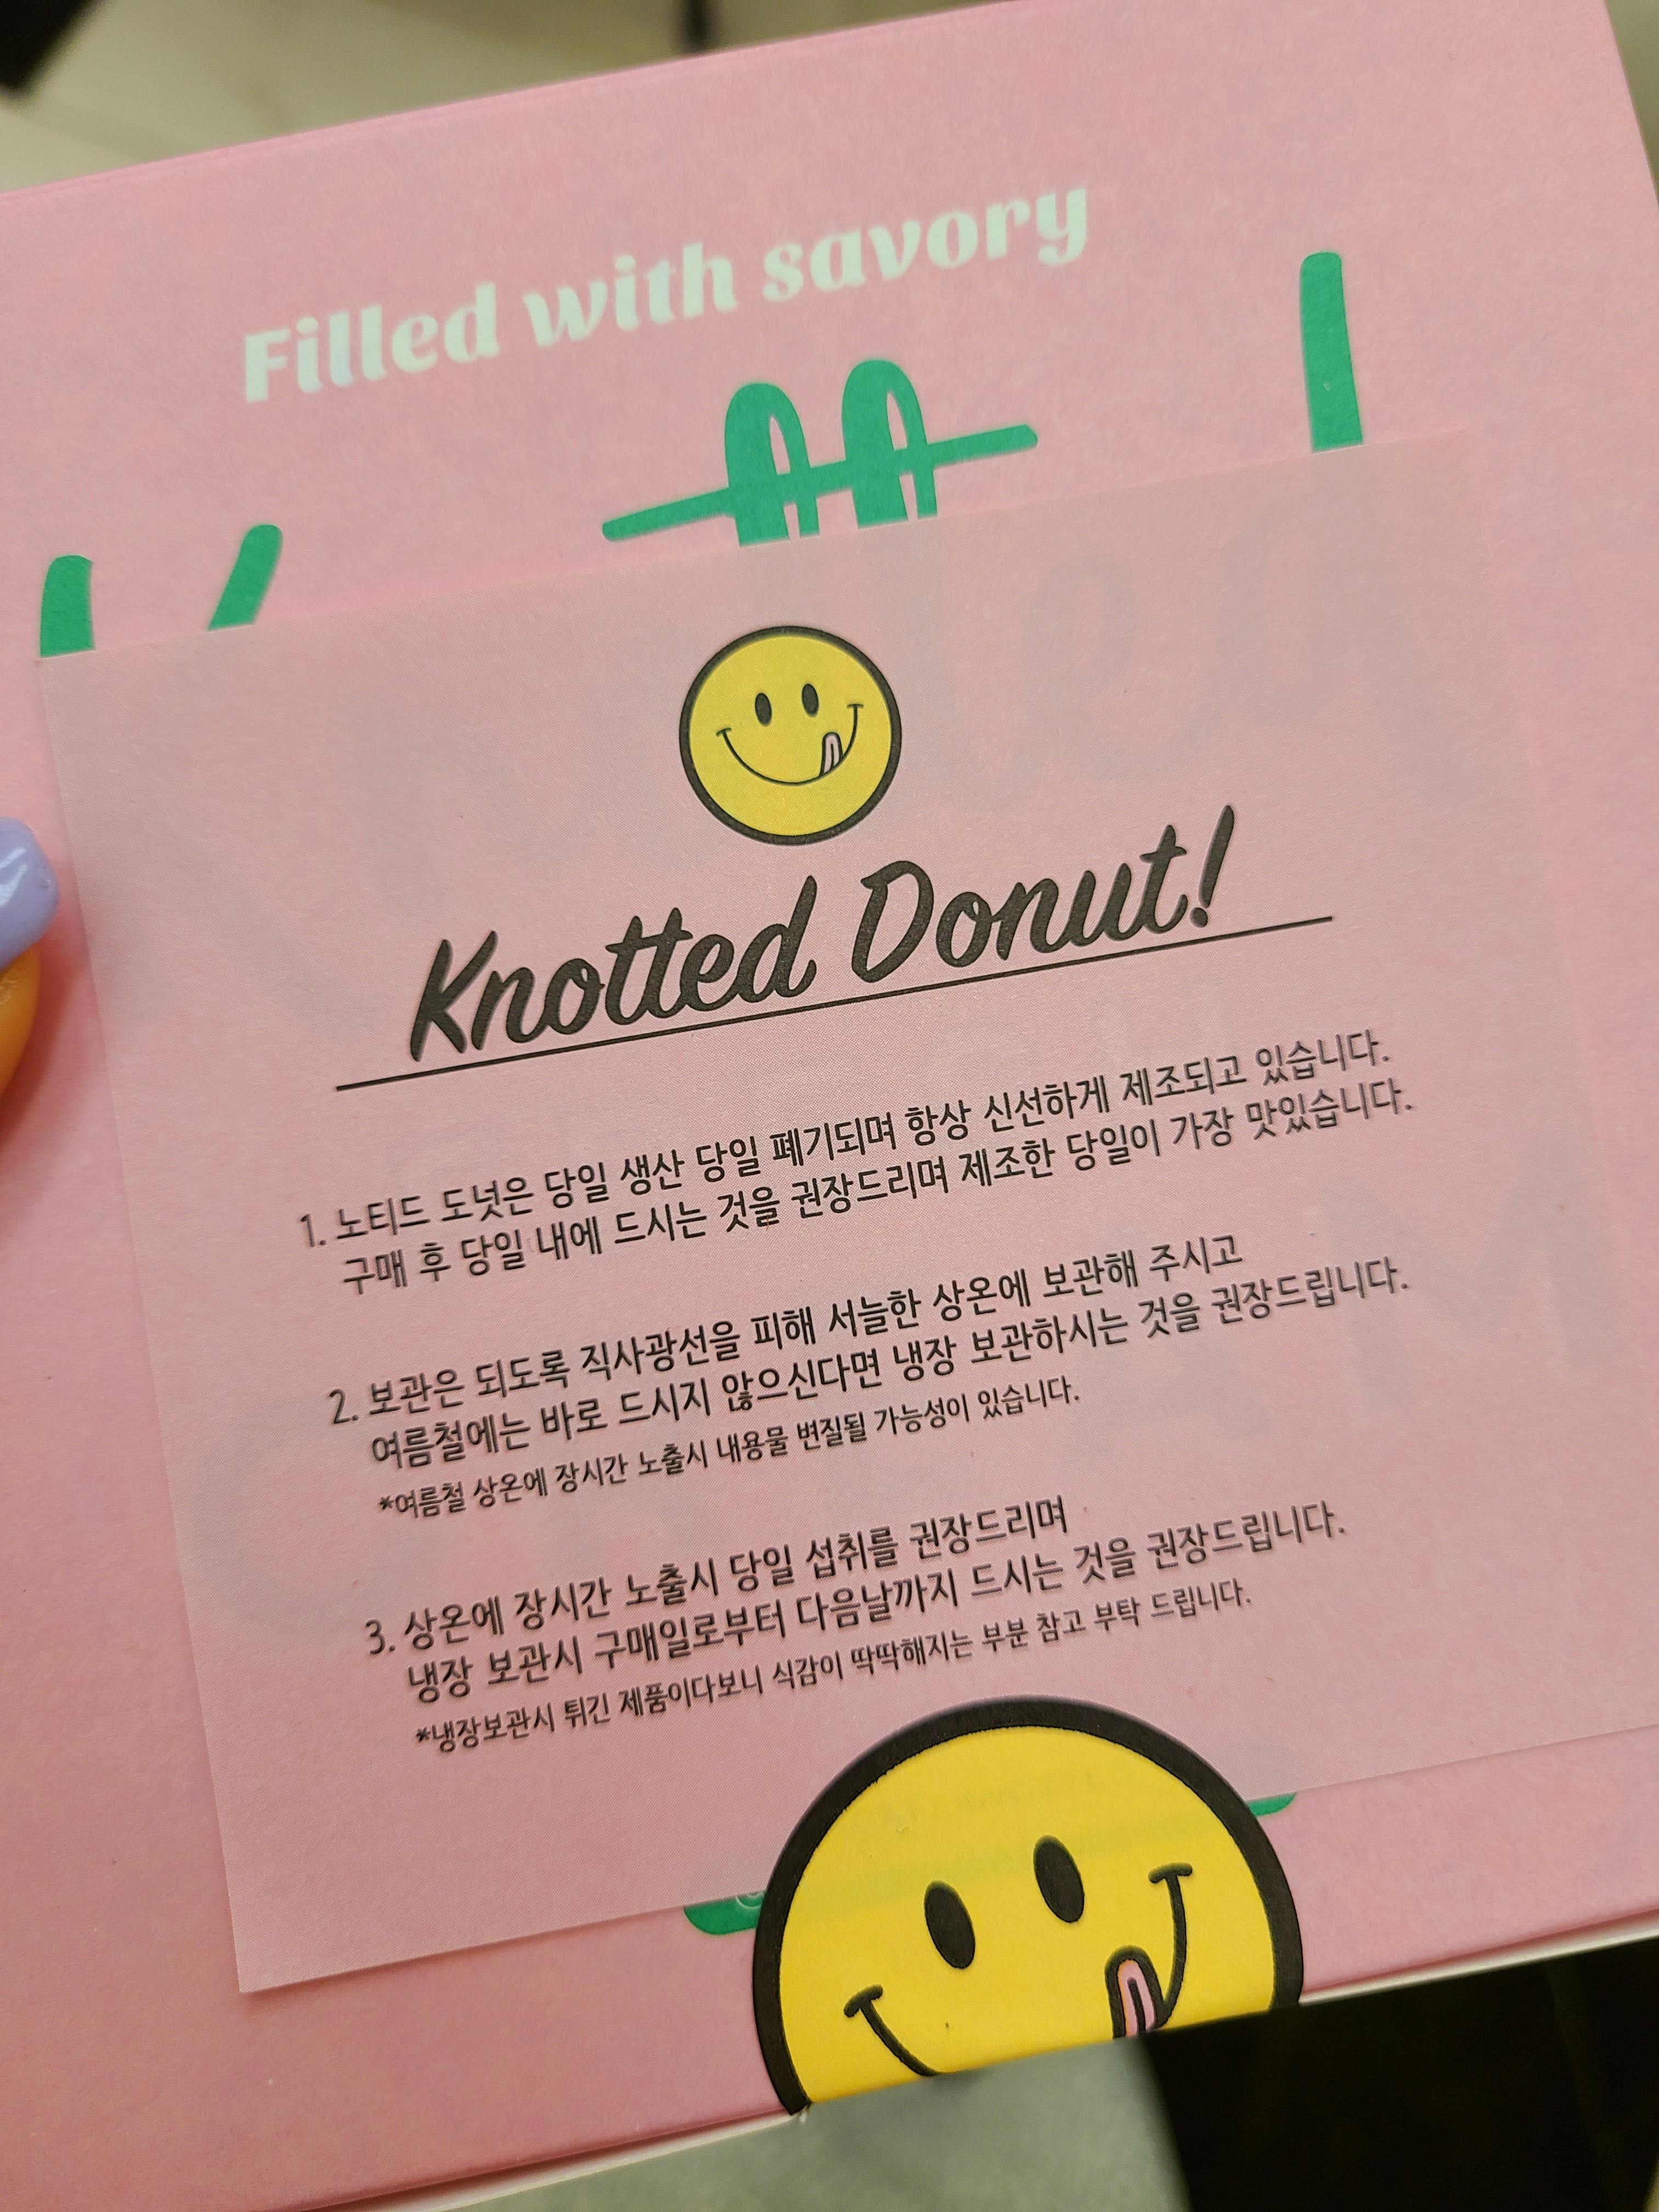 Filled with savory
Knotted Donut!
1. 노티드 도넛은 당일 생산 당일 폐기되며 항상 신선하게 제조되고 있습니다.
구매 후 당일 내에 드시는 것을 권장드리며 제조한 당일이 가장 맛있습니다.
2. 보관은 되도록 직사광선을 피해 서늘한 상온에 보관해 주시고
여름철에는 바로 드시지 않으신다면 냉장 보관하시는 것을 권장드립니다.
*여름철 상온에 장시간 노출시 내용물 변질될 가능성이 있습니다.
3. 상온에 장시간 노출시 당일 섭취를 권장드리며
냉장 보관시 구매일로부터 다음날까지 드시는 것을 권장드립니다.
*냉장보관시 튀긴 제품이다보니 식감이 딱딱해지는 부분 참고 부탁 드립니다.